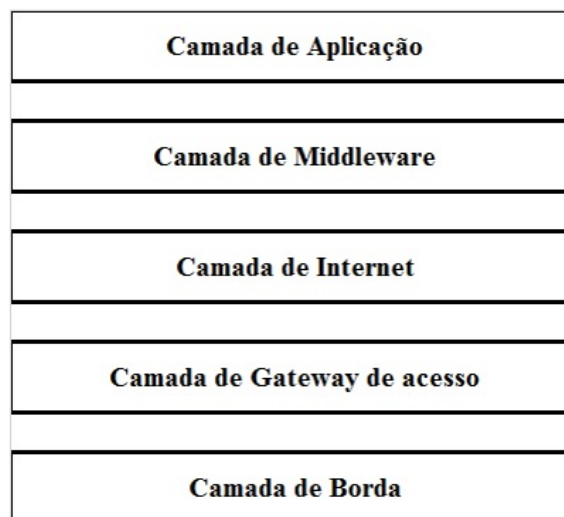 Camada de Aplicação
Camada de Middleware
Camada de Internet
Camada de Gateway de acesso
Camada de Borda